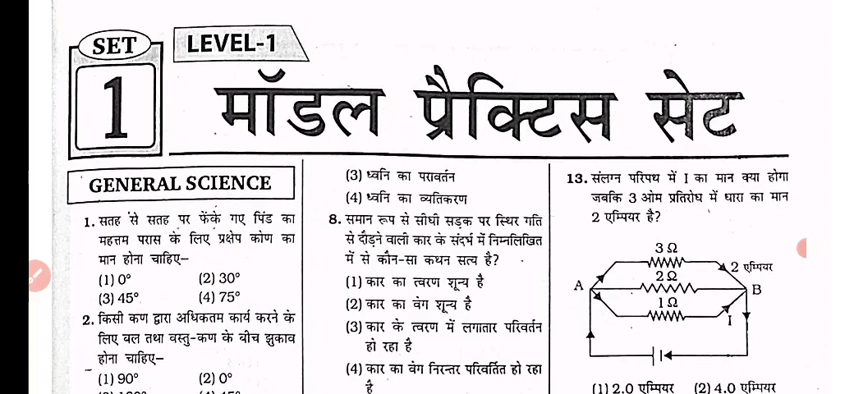 SET
1
LEVEL-1
मॉडल प्रैक्टिस सेट
GENERAL SCIENCE
1. सतह से सतह पर फेंके गए पिंड का
महत्तम परास के लिए प्रक्षेप कोण का
मान होना चाहिए–
(1) 0° (2) 30°
(3) 45° (4) 75°
2. किसी कण द्वारा अधिकतम कार्य करने के
लिए बल तथा वस्तु-कण के बीच झुकाव
होना चाहिए–
(1) 90° (2) 0°
(3) ध्वनि का परावर्तन
(4) ध्वनि का व्यतिकरण
8. समान रूप से सीधी सड़क पर स्थिर गति
से दौड़ने वाली कार के संदर्भ में निम्नलिखित
में से कौन-सा कथन सत्य है?
(1) कार का त्वरण शून्य है
(2) कार का वेग शून्य है
(3) कार के त्वरण में लगातार परिवर्तन
हो रहा है
(4) कार का वेग निरन्तर परिवर्तित हो रहा
है
13. संलग्न परिपथ में I का मान क्या होगा
जबकि 3 ओम प्रतिरोध में धारा का मान
2 एम्पियर है?
3 Ω
2 एम्पियर
2 Ω
A
B
1 Ω
I
(1) 2.0 एम्पियर (2) 4.0 एम्पियर